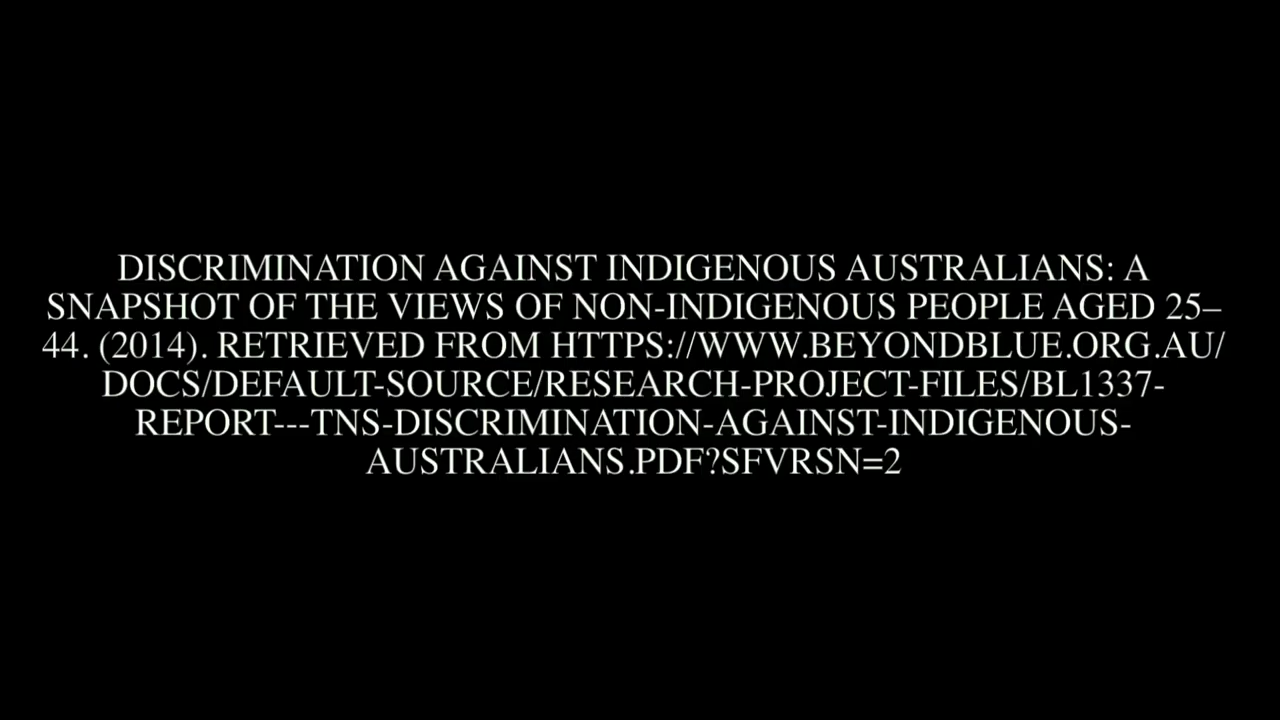 DISCRIMINATION AGAINST INDIGENOUS AUSTRALIANS: A
SNAPSHOT OF THE VIEWS OF NON-INDIGENOUS PEOPLE AGED 25–
44. (2014). RETRIEVED FROM HTTPS://WWW.BEYONDBLUE.ORG.AU/
DOCS/DEFAULT-SOURCE/RESEARCH-PROJECT-FILES/BL1337-
REPORT---TNS-DISCRIMINATION-AGAINST-INDIGENOUS-
AUSTRALIANS.PDF?SFVRSN=2